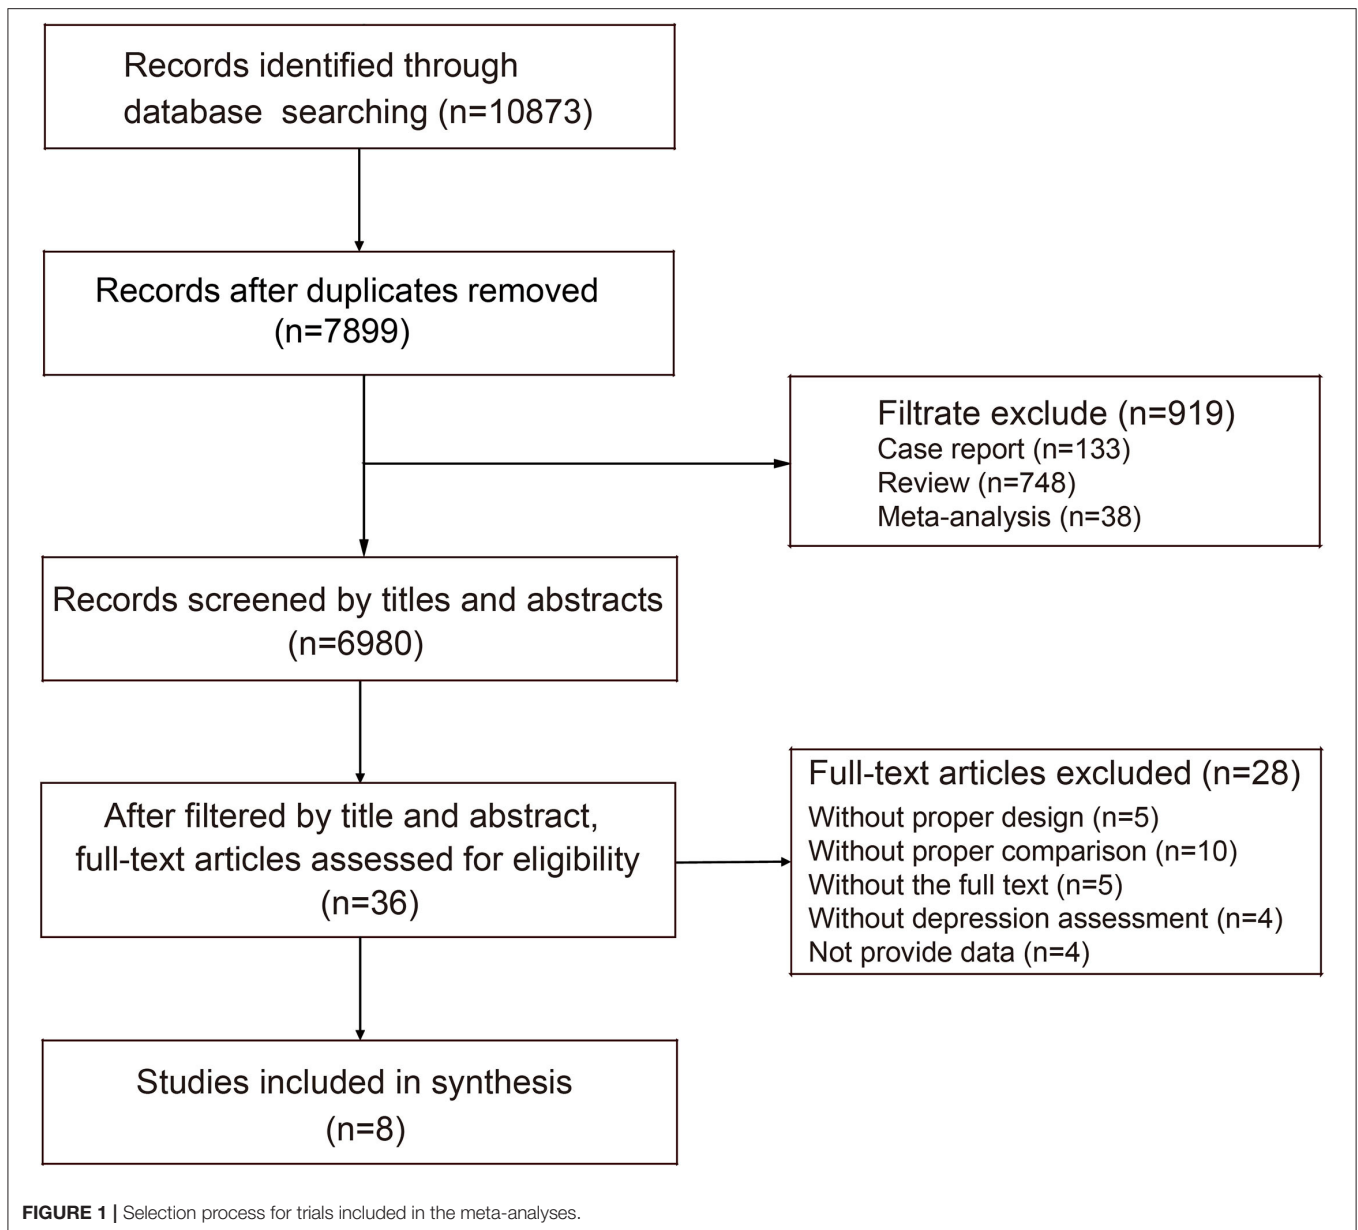 Records identified through
database searching (n=10873)
Records after duplicates removed
(n=7899)
Filtrate exclude (n=919)
Case report (n=133)
Review (n=748)
Meta-analysis (n=38)
Records screened by titles and abstracts
(n=6980)
After filtered by title and abstract,
full-text articles assessed for eligibility
(n=36)
Full-text articles excluded (n=28)
Without proper design (n=5)
Without proper comparison (n=10)
Without the full text (n=5)
Without depression assessment (n=4)
Not provide data (n=4)
Studies included in synthesis
(n=8)
FIGURE 1 | Selection process for trials included in the meta-analyses.